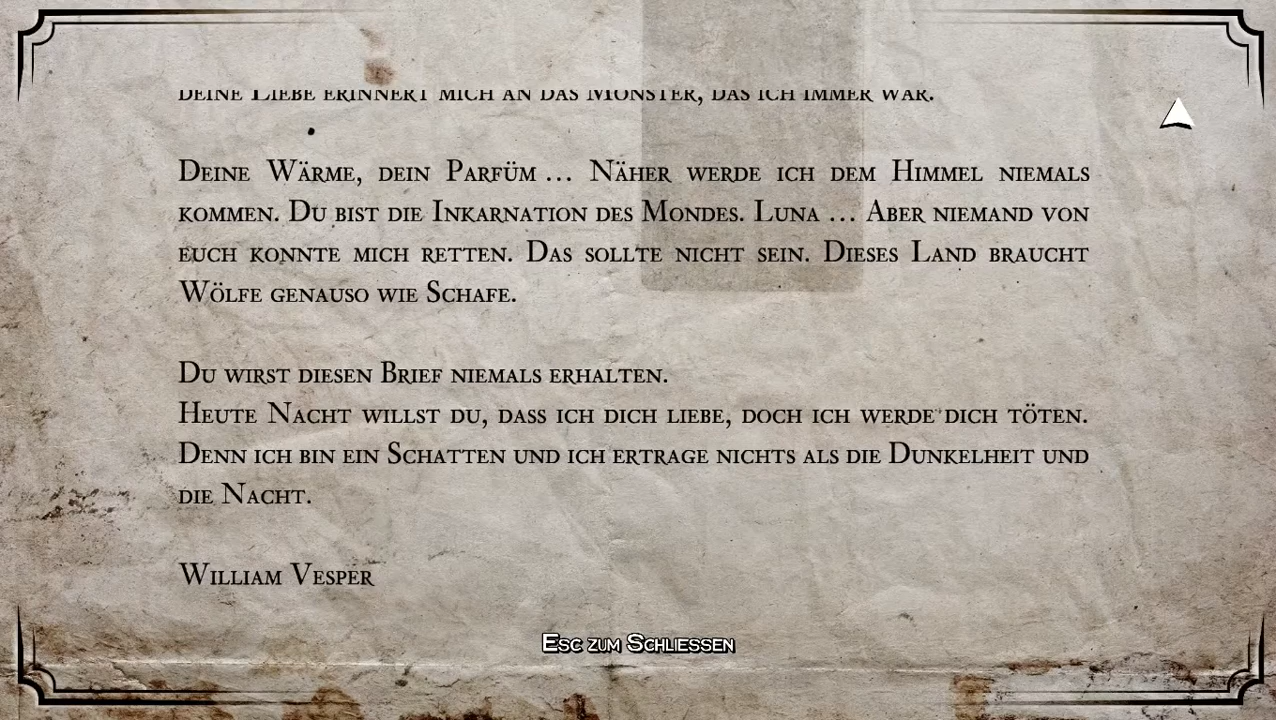 Deine Liebe erinnert mich an das Monster, das ich immer war.
Deine Wärme, dein Parfüm … Näher werde ich dem Himmel niemals
kommen. Du bist die Inkarnation des Mondes. Luna … Aber niemand von
euch konnte mich retten. Das sollte nicht sein. Dieses Land braucht
Wölfe genauso wie Schafe.
Du wirst diesen Brief niemals erhalten.
Heute Nacht willst du, dass ich dich liebe, doch ich werde dich töten.
Denn ich bin ein Schatten und ich ertrage nichts als die Dunkelheit und
die Nacht.
William Vesper
Esc zum Schliessen